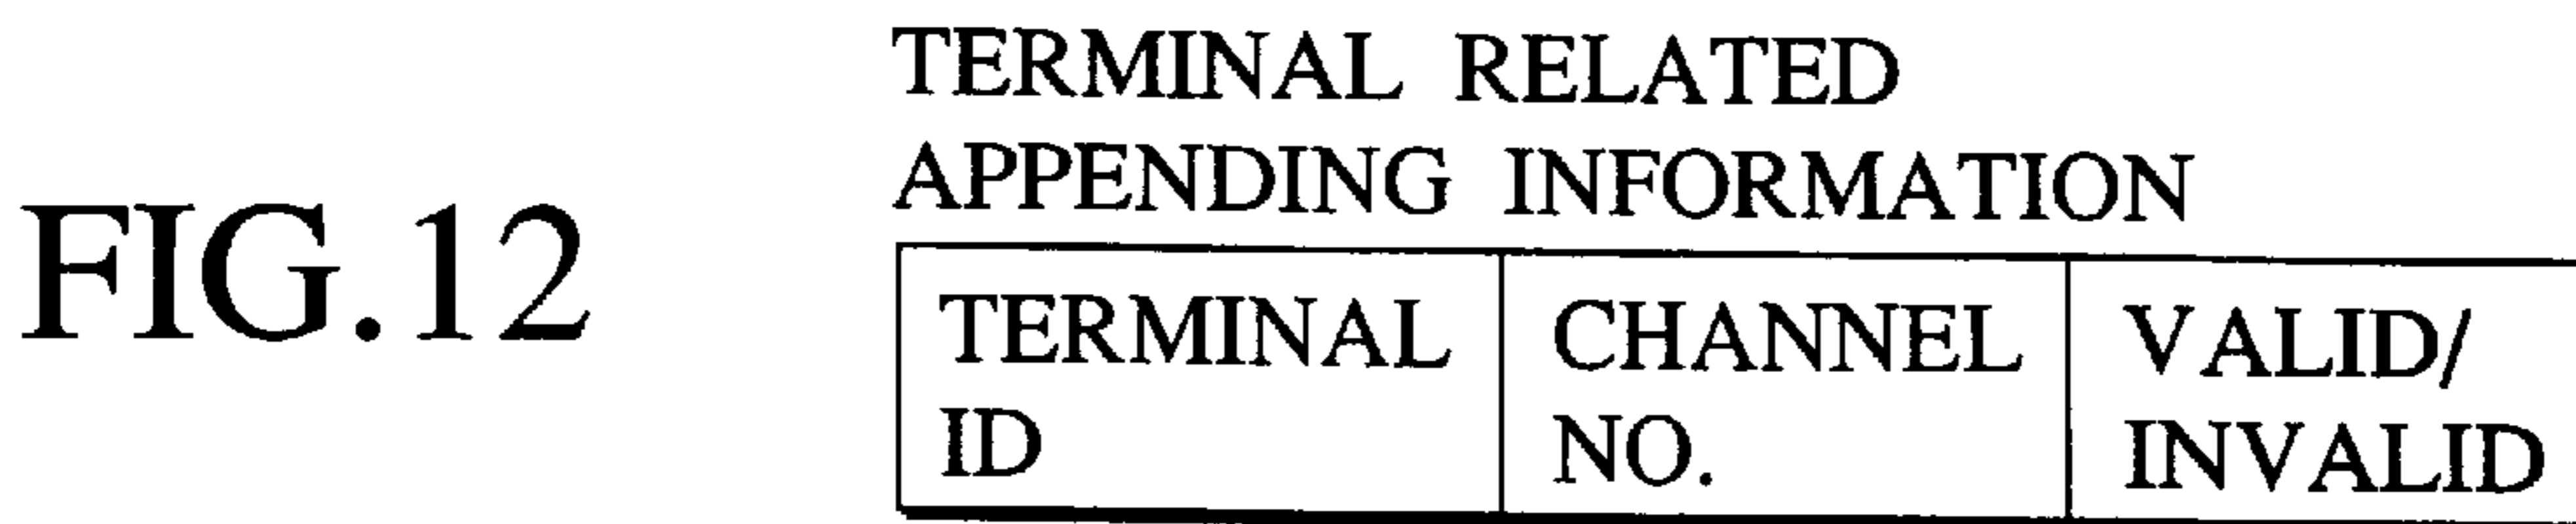 FIG.12
TERMINAL RELATED
APPENDING INFORMATION
TERMINAL
ID
CHANNEL
NO.
VALID/
INVALID